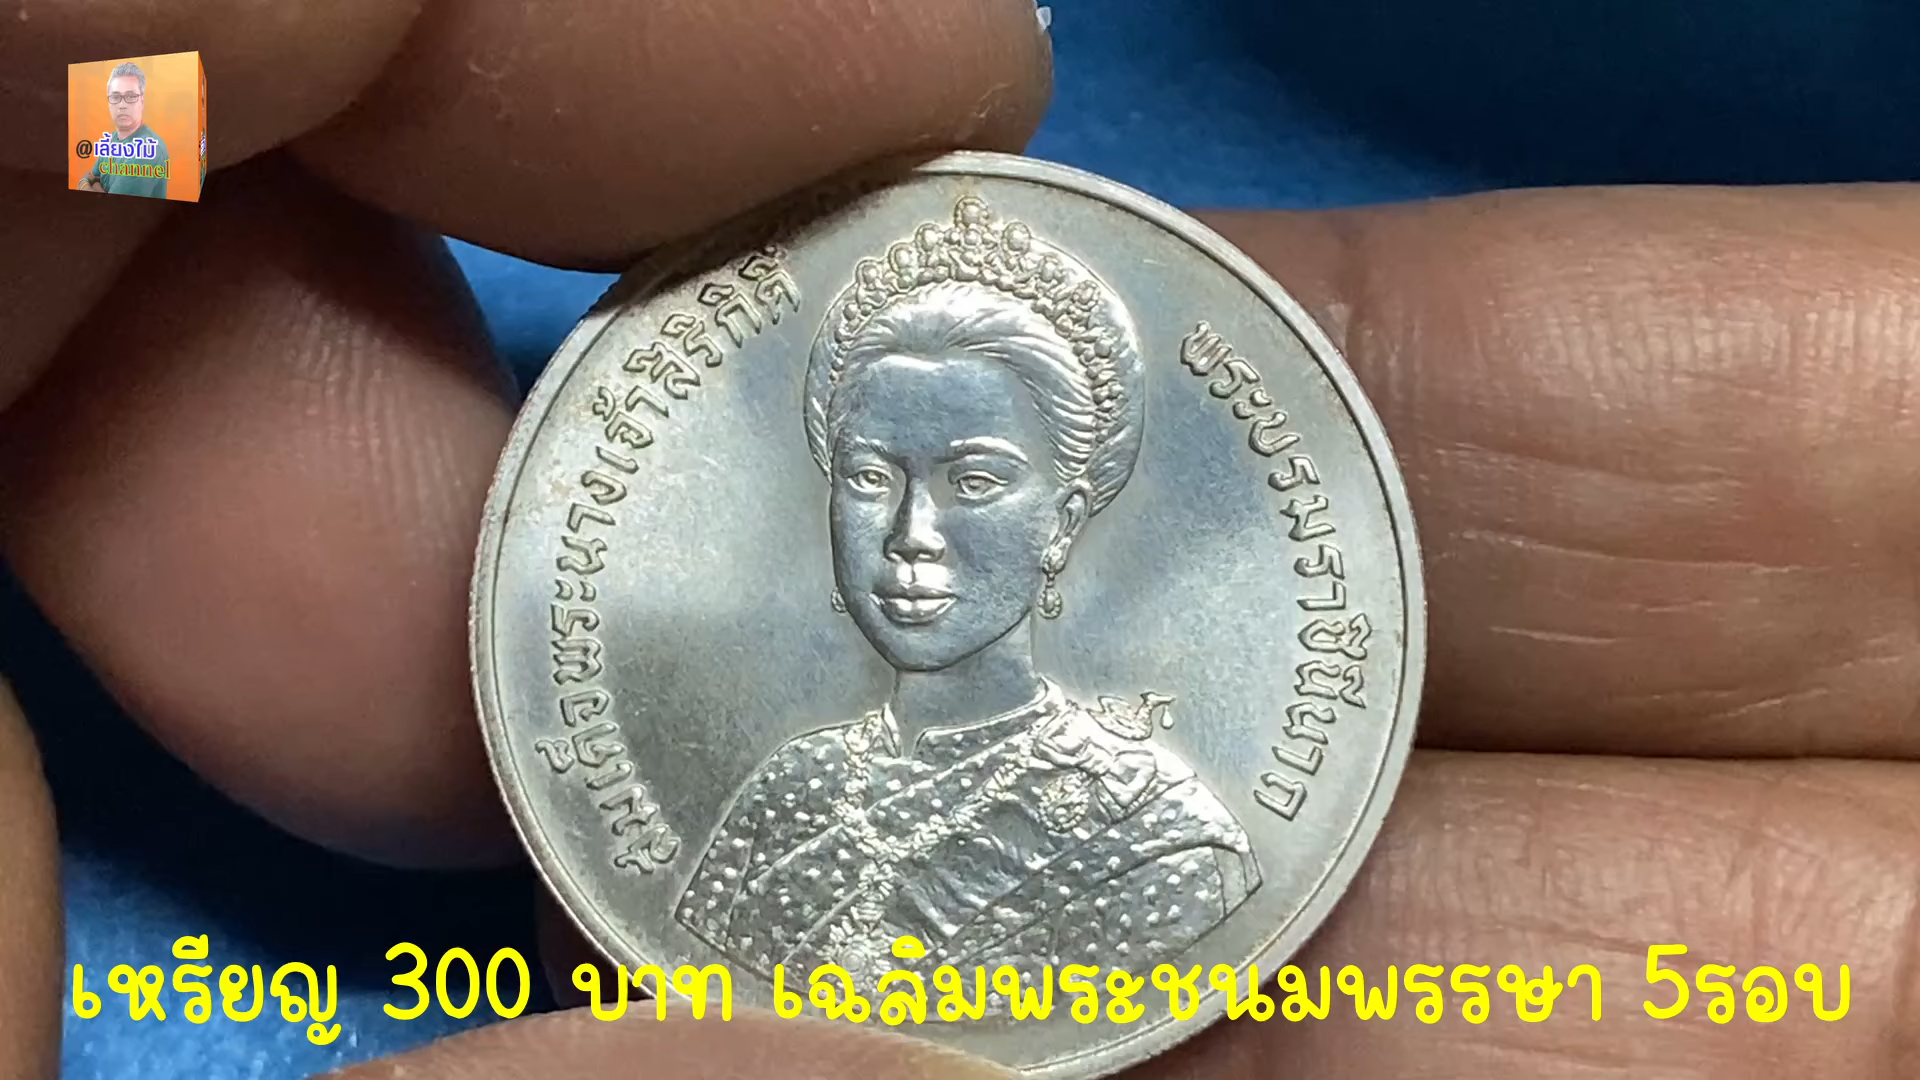 @เลี้ยงไม้
channel
สมเด็จพระนางเจ้าสิริกิติ์
พระบรมราชินีนาถ
เหรียญ 300 บาท เฉลิมพระชนมพรรษา 5รอบ